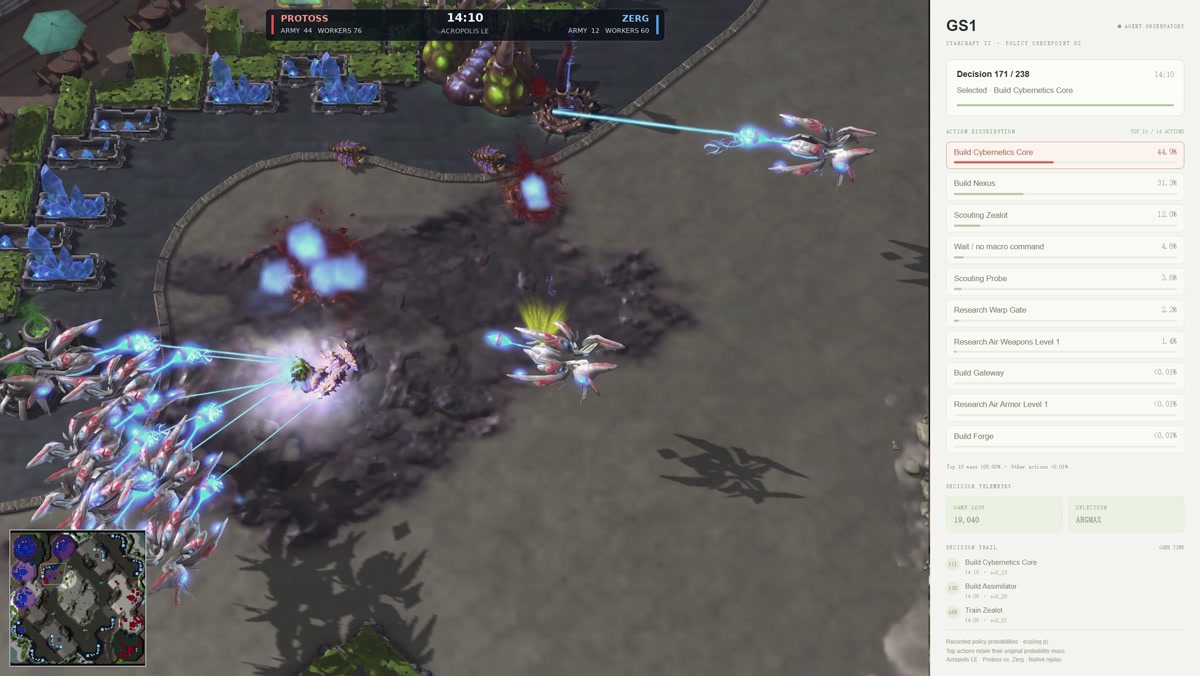 PROTOSS
ARMY 44 WORKERS 76
14:10
ACROPOLIS LE
ZERG
ARMY 12 WORKERS 60
GS1
AGENT OBSERVATORY
STARCRAFT II · POLICY CHECKPOINT 82
Decision 171 / 238
14:10
Selected · Build Cybernetics Core
ACTION DISTRIBUTION
TOP 10 / 14 ACTIONS
Build Cybernetics Core 44.9%
Build Nexus 31.3%
Scouting Zealot 12.0%
Wait / no macro command 4.6%
Scouting Probe 3.6%
Research Warp Gate 2.2%
Research Air Weapons Level 1 1.4%
Build Gateway <0.01%
Research Air Armor Level 1 <0.01%
Build Forge <0.01%
Top 10 mass 100.00% · Other actions <0.01%
DECISION TELEMETRY
GAME LOOP
19,040
SELECTION
ARGMAX
DECISION TRAIL
GAME TIME
171 Build Cybernetics Core
14:10 · sc2_23
170 Build Assimilator
169 Train Zealot
Recorded policy probabilities · exp(log p).
Top actions retain their original probability mass.
Acropolis LE · Protoss vs. Zerg · Native replay